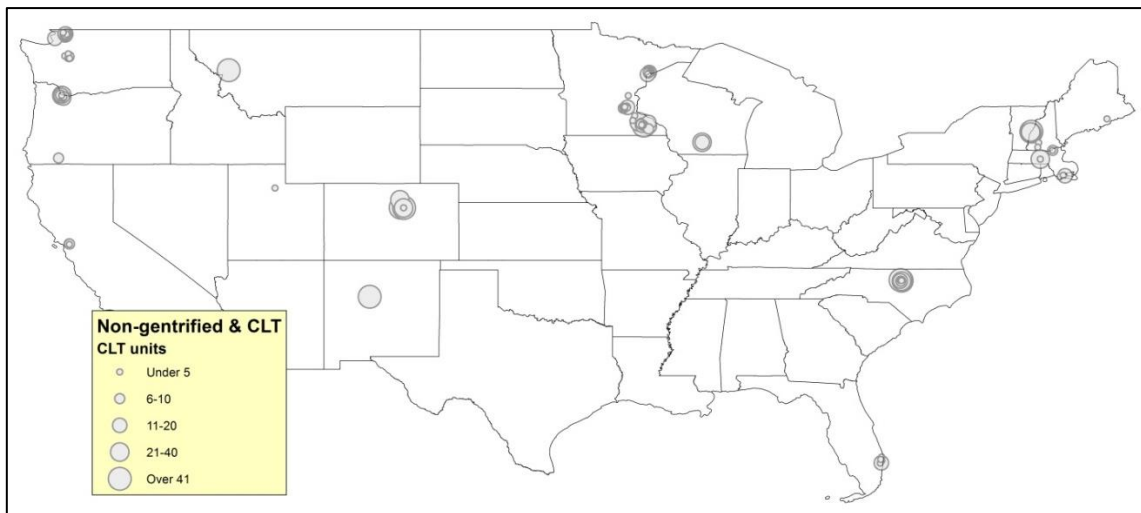 Non-gentrified & CLT
CLT units
Under 5
6-10
11-20
21-40
Over 41